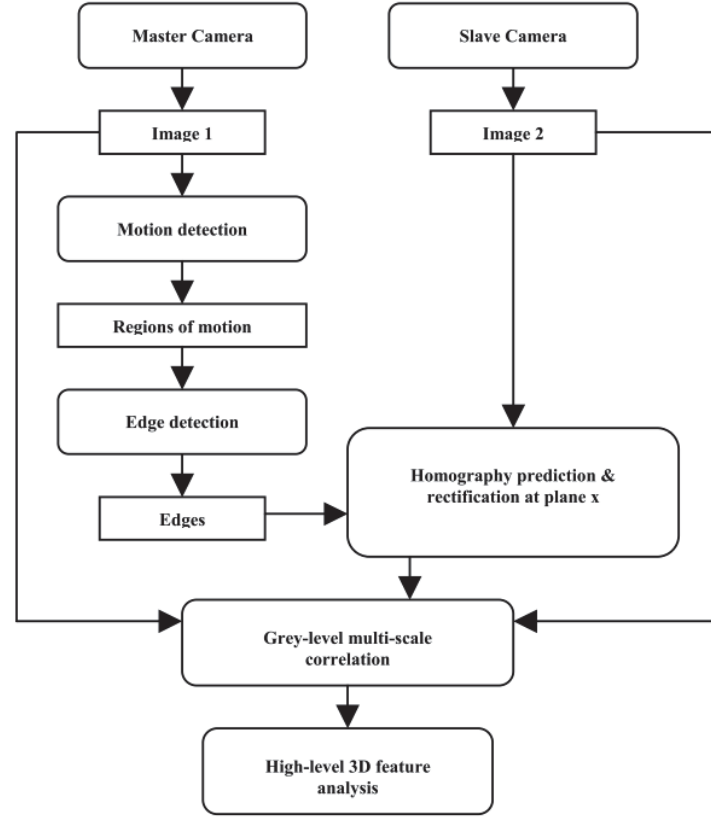 Master Camera
Slave Camera
Image 1
Image 2
Motion detection
Regions of motion
Edge detection
Homography prediction &
rectification at plane x
Edges
Grey-level multi-scale
correlation
High-level 3D feature
analysis